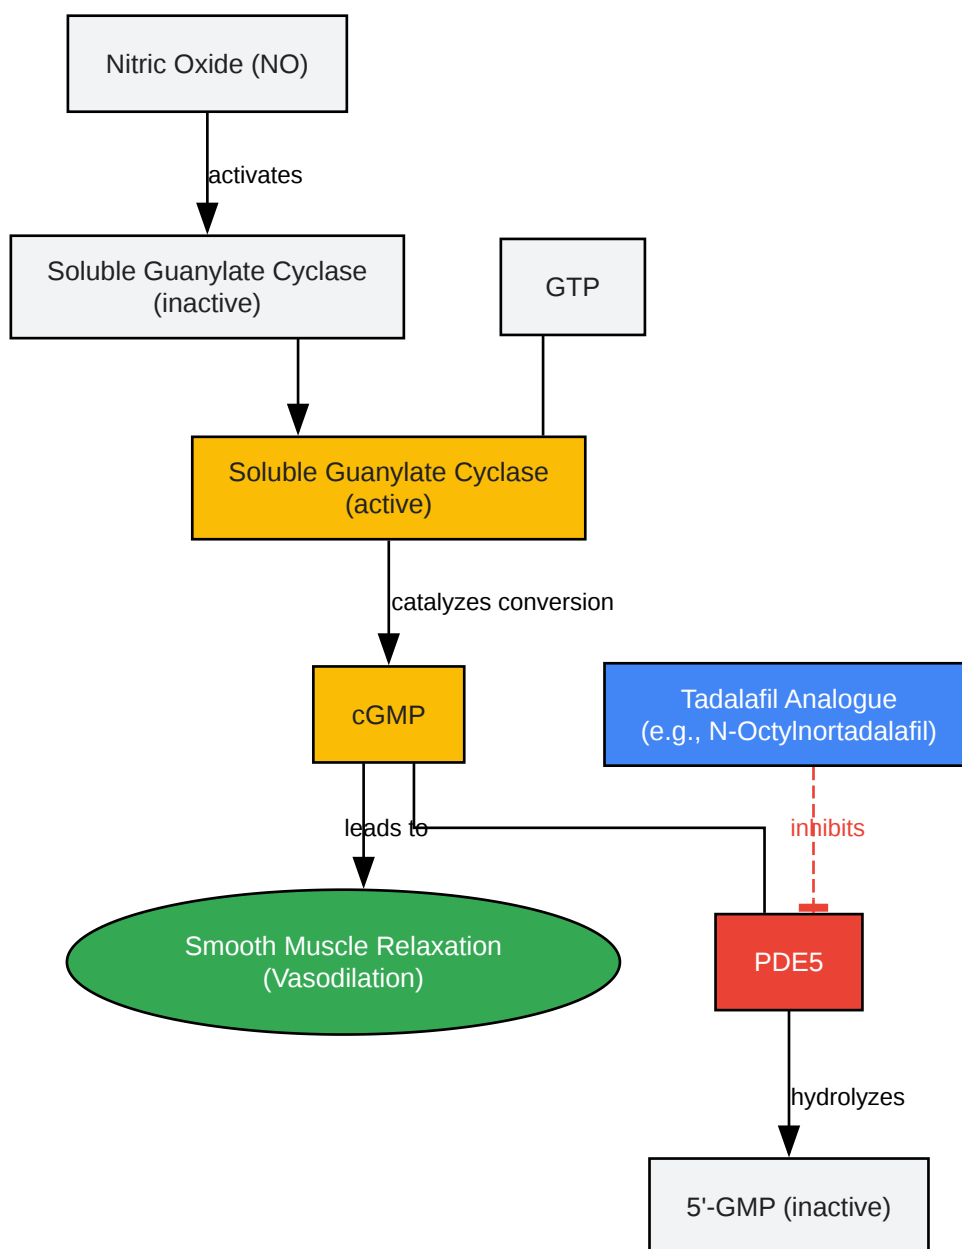 Nitric Oxide (NO)
activates
Soluble Guanylate Cyclase
(inactive)
GTP
Soluble Guanylate Cyclase
(active)
catalyzes conversion
cGMP
Tadalafil Analogue
(e.g., N-Octylnortadalafil)
leads to
inhibits
Smooth Muscle Relaxation
(Vasodilation)
PDE5
hydrolyzes
5'-GMP (inactive)